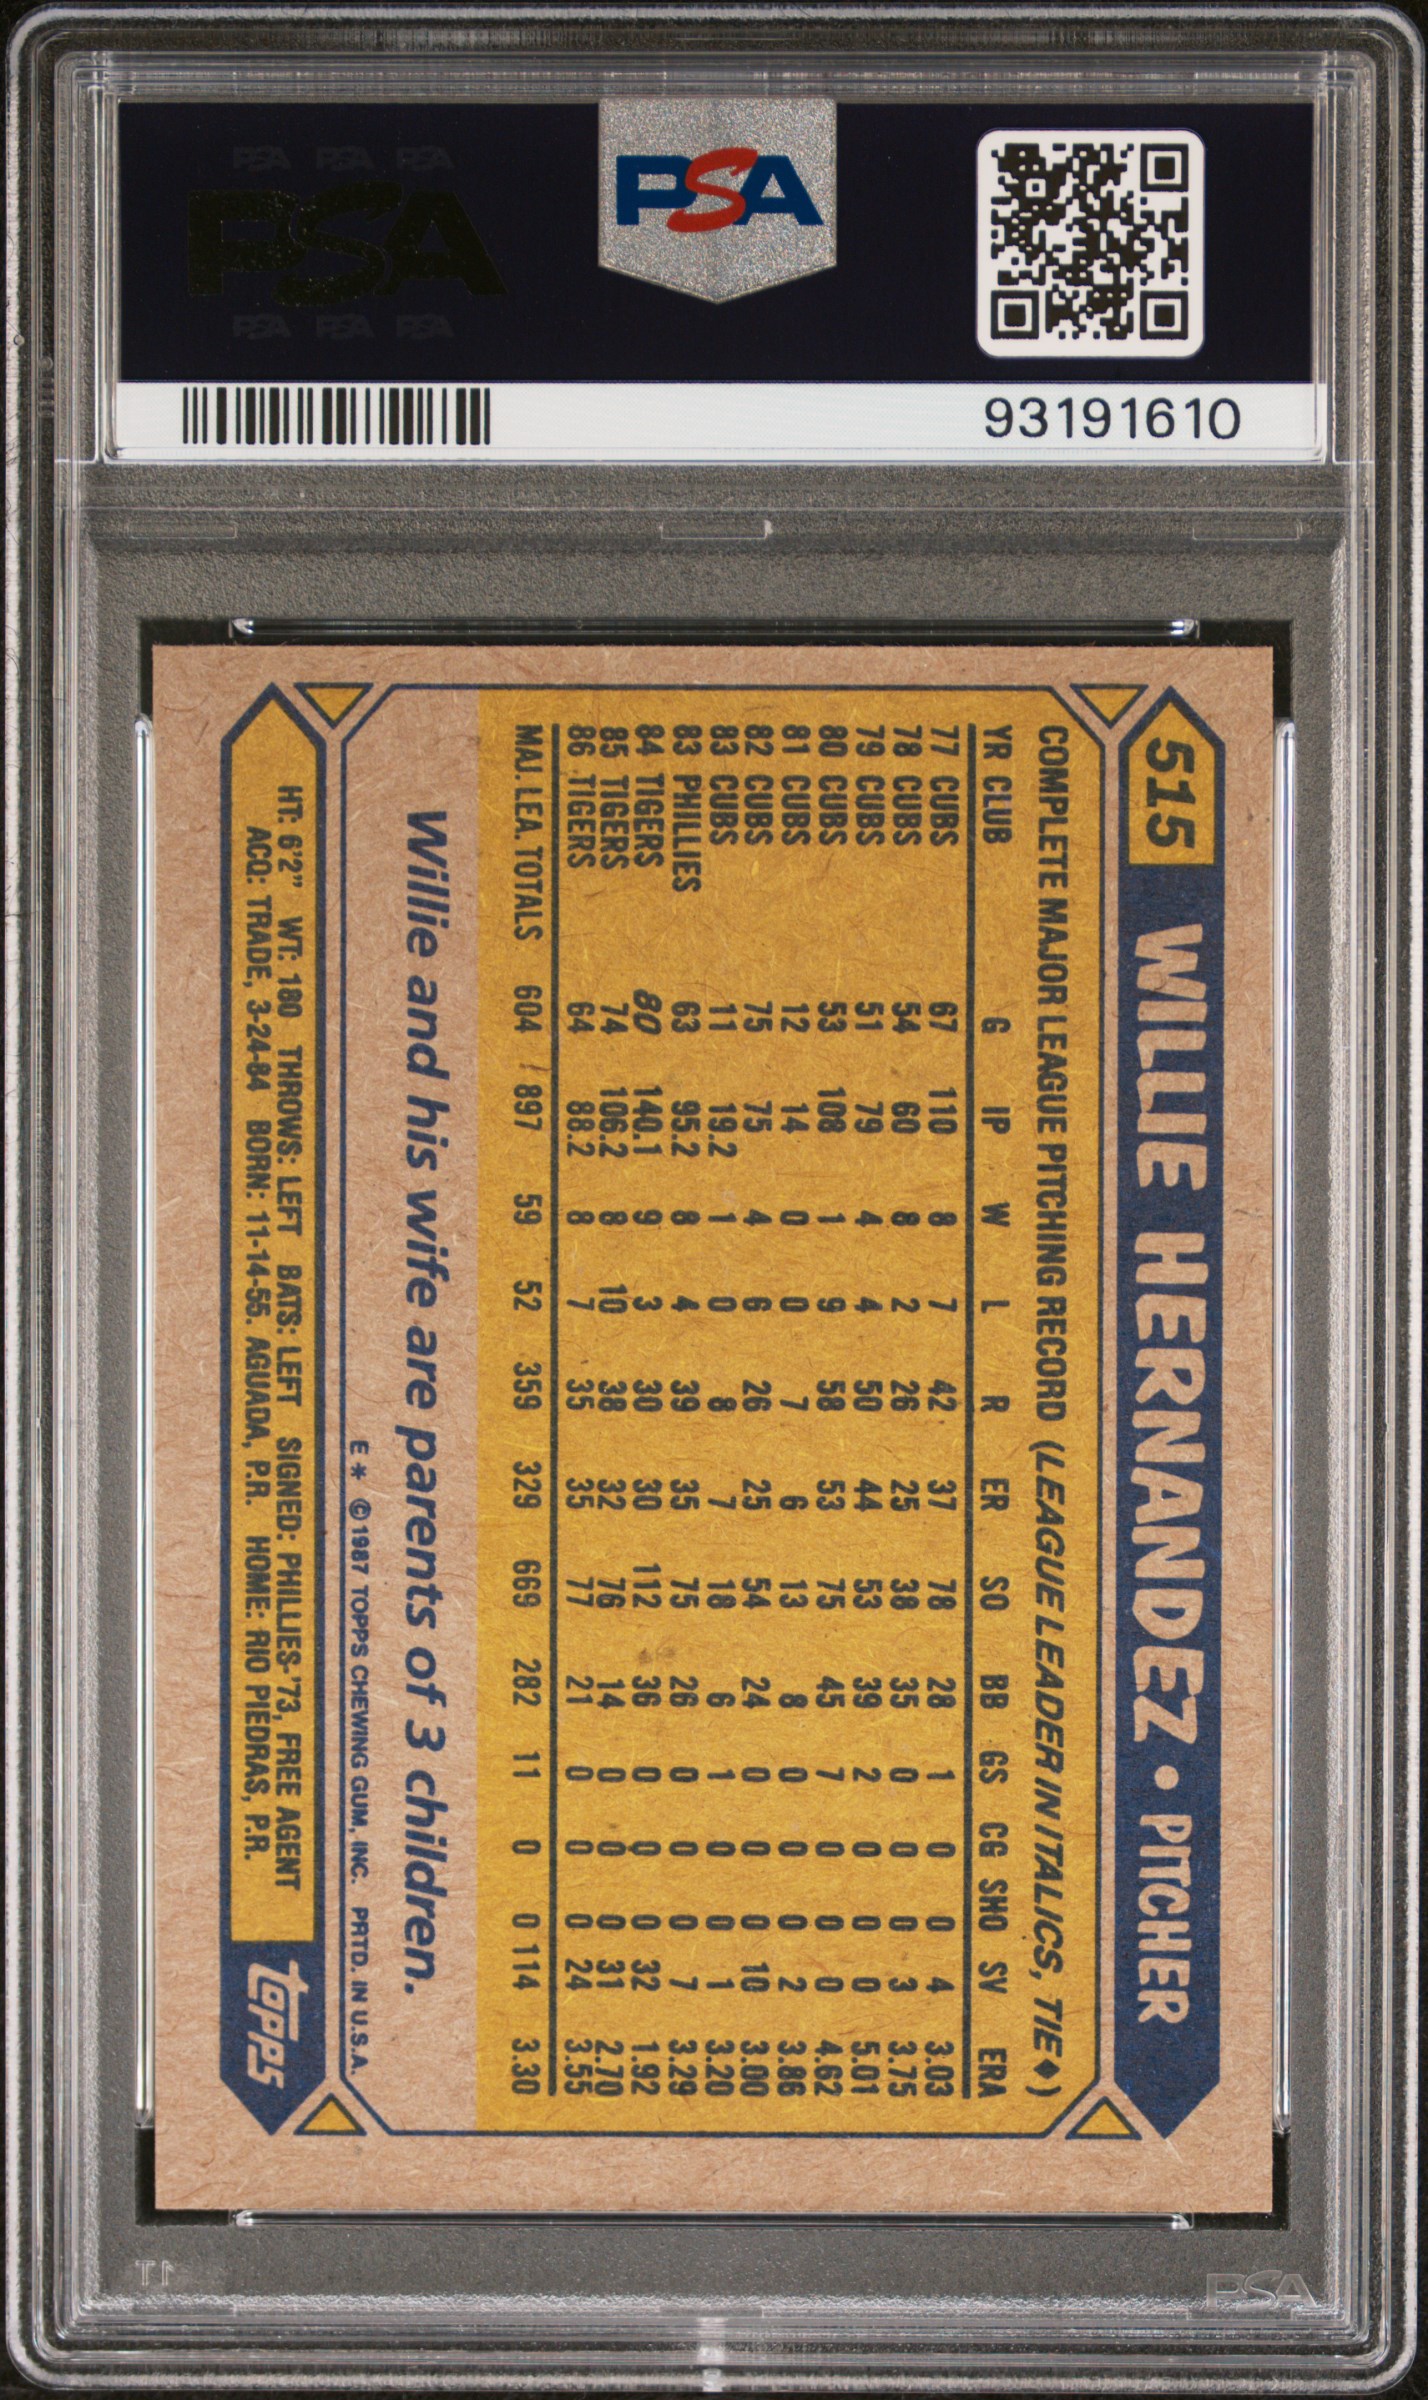 PSA PSA PSA
PSA
PSA PSA PSA
PSA
93191610
515 WILLIE HERNANDEZ • PITCHER
COMPLETE MAJOR LEAGUE PITCHING RECORD (LEAGUE LEADER IN ITALICS, TIE♦)
YR CLUB G IP W L R ER SO BB GS CG SHO SV ERA
77 CUBS 67 110 8 7 42 37 78 28 1 0 0 4 3.03
78 CUBS 54 60 8 2 26 25 38 35 0 0 0 3 3.75
79 CUBS 51 79 4 4 50 44 53 39 2 0 0 0 5.01
80 CUBS 53 108 1 9 58 53 75 45 7 0 0 0 4.62
81 CUBS 12 14 0 0 7 6 13 8 0 0 0 2 3.86
82 CUBS 75 75 4 6 26 25 54 24 0 0 0 10 3.00
83 CUBS 11 19.2 1 0 8 7 18 6 1 0 0 1 3.20
83 PHILLIES 63 95.2 8 4 39 35 75 26 0 0 0 7 3.29
84 TIGERS 80 140.1 9 3 30 30 112 36 0 0 0 32 1.92
85 TIGERS 74 106.2 8 10 38 32 76 14 0 0 0 31 2.70
86 TIGERS 64 88.2 8 7 35 35 77 21 0 0 0 24 3.55
MAJ. LEA. TOTALS 604 897 59 52 359 329 669 282 11 0 0 114 3.30
Willie and his wife are parents of 3 children.
E * ©1987 TOPPS CHEWING GUM, INC. PRTD. IN U.S.A.
HT: 6'2" WT: 180 THROWS: LEFT BATS: LEFT SIGNED: PHILLIES-'73, FREE AGENT
ACQ: TRADE, 3-24-84 BORN: 11-14-55. AGUADA, P.R. HOME: RIO PIEDRAS, P.R.
topps
PSA